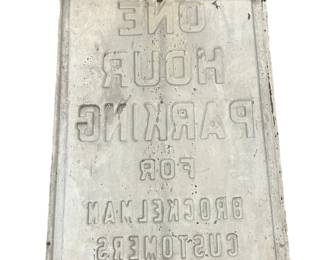 ONE
HOUR
PARKING
FOR
BROCKELMAN
CUSTOMERS